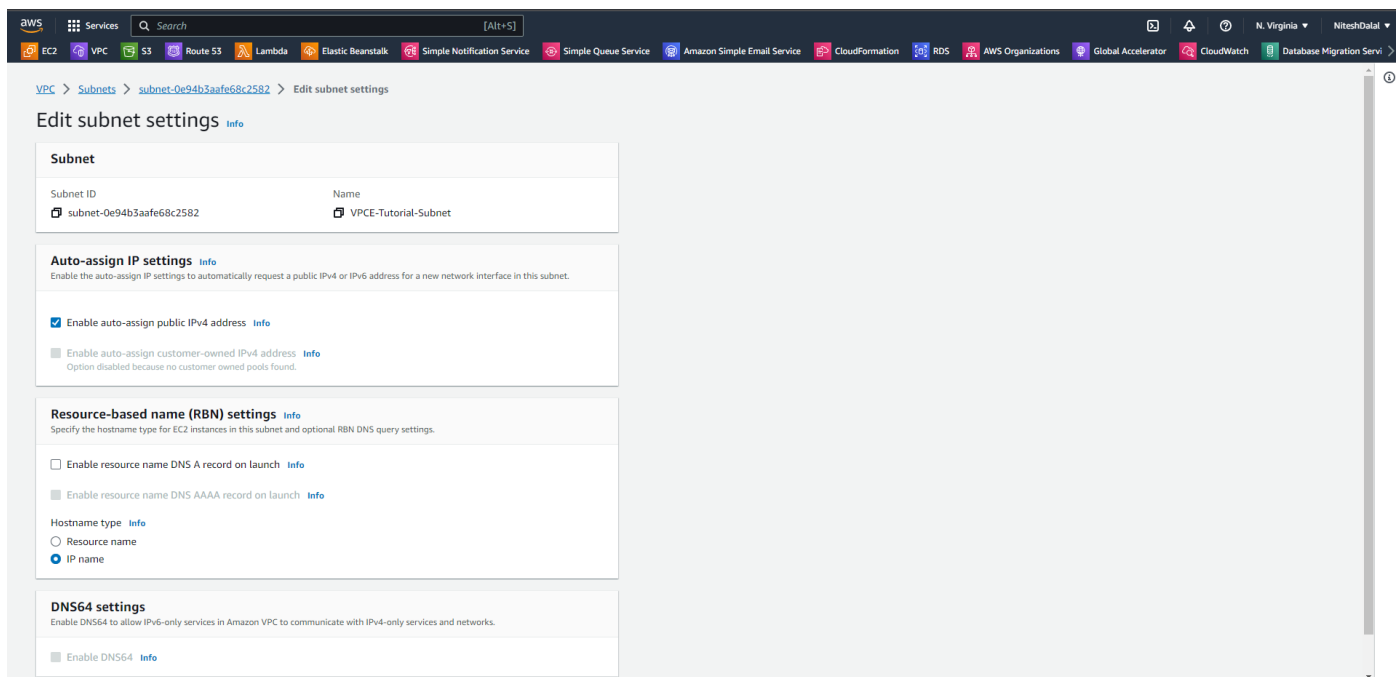 aws Services Search [Alt+S] N. Virginia ▼ NiteshDalal ▼
EC2 VPC S3 Route 53 Lambda Elastic Beanstalk Simple Notification Service Simple Queue Service Amazon Simple Email Service CloudFormation RDS AWS Organizations Global Accelerator CloudWatch Database Migration Servi
VPC > Subnets > subnet-0e94b3aafe68c2582 > Edit subnet settings
Edit subnet settings Info
Subnet
Subnet ID Name
subnet-0e94b3aafe68c2582 VPCE-Tutorial-Subnet
Auto-assign IP settings Info
Enable the auto-assign IP settings to automatically request a public IPv4 or IPv6 address for a new network interface in this subnet.
Enable auto-assign public IPv4 address Info
Enable auto-assign customer-owned IPv4 address Info
Option disabled because no customer owned pools found.
Resource-based name (RBN) settings Info
Specify the hostname type for EC2 instances in this subnet and optional RBN DNS query settings.
Enable resource name DNS A record on launch Info
Enable resource name DNS AAAA record on launch Info
Hostname type Info
Resource name
IP name
DNS64 settings
Enable DNS64 to allow IPv6-only services in Amazon VPC to communicate with IPv4-only services and networks.
Enable DNS64 Info